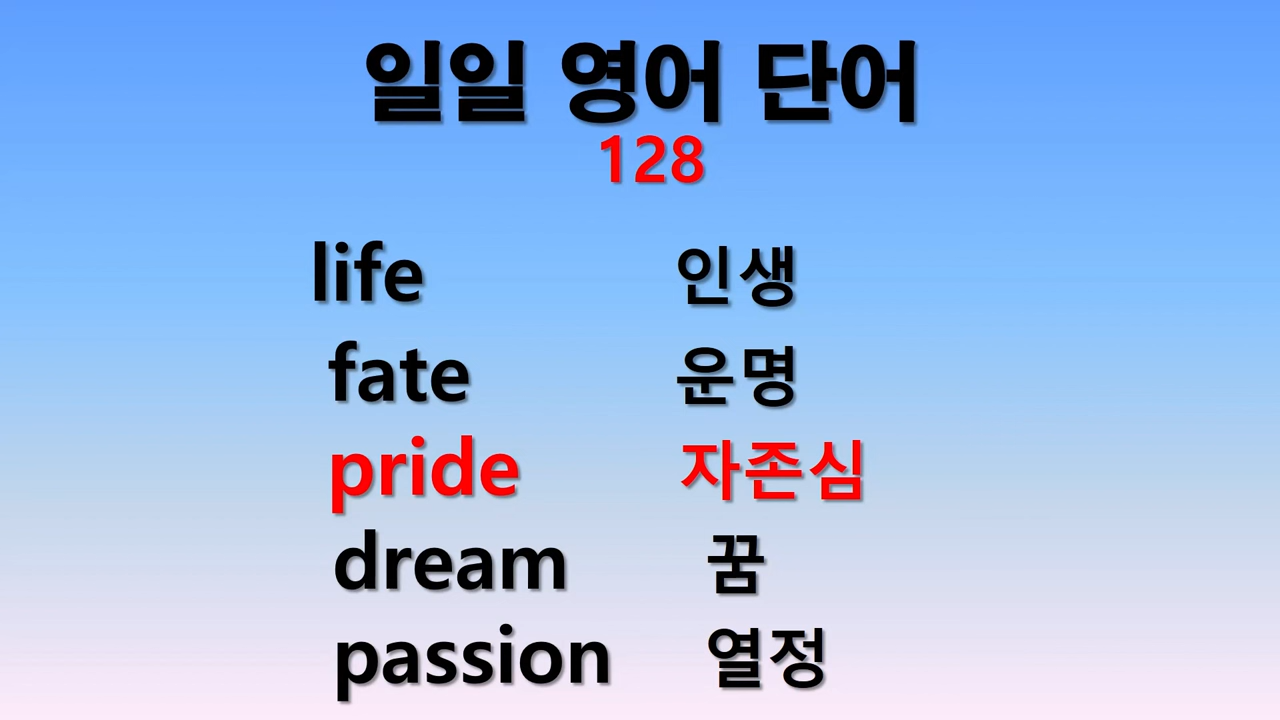 일일 영어 단어
128
life 인생
fate 운명
pride 자존심
dream 꿈
passion 열정